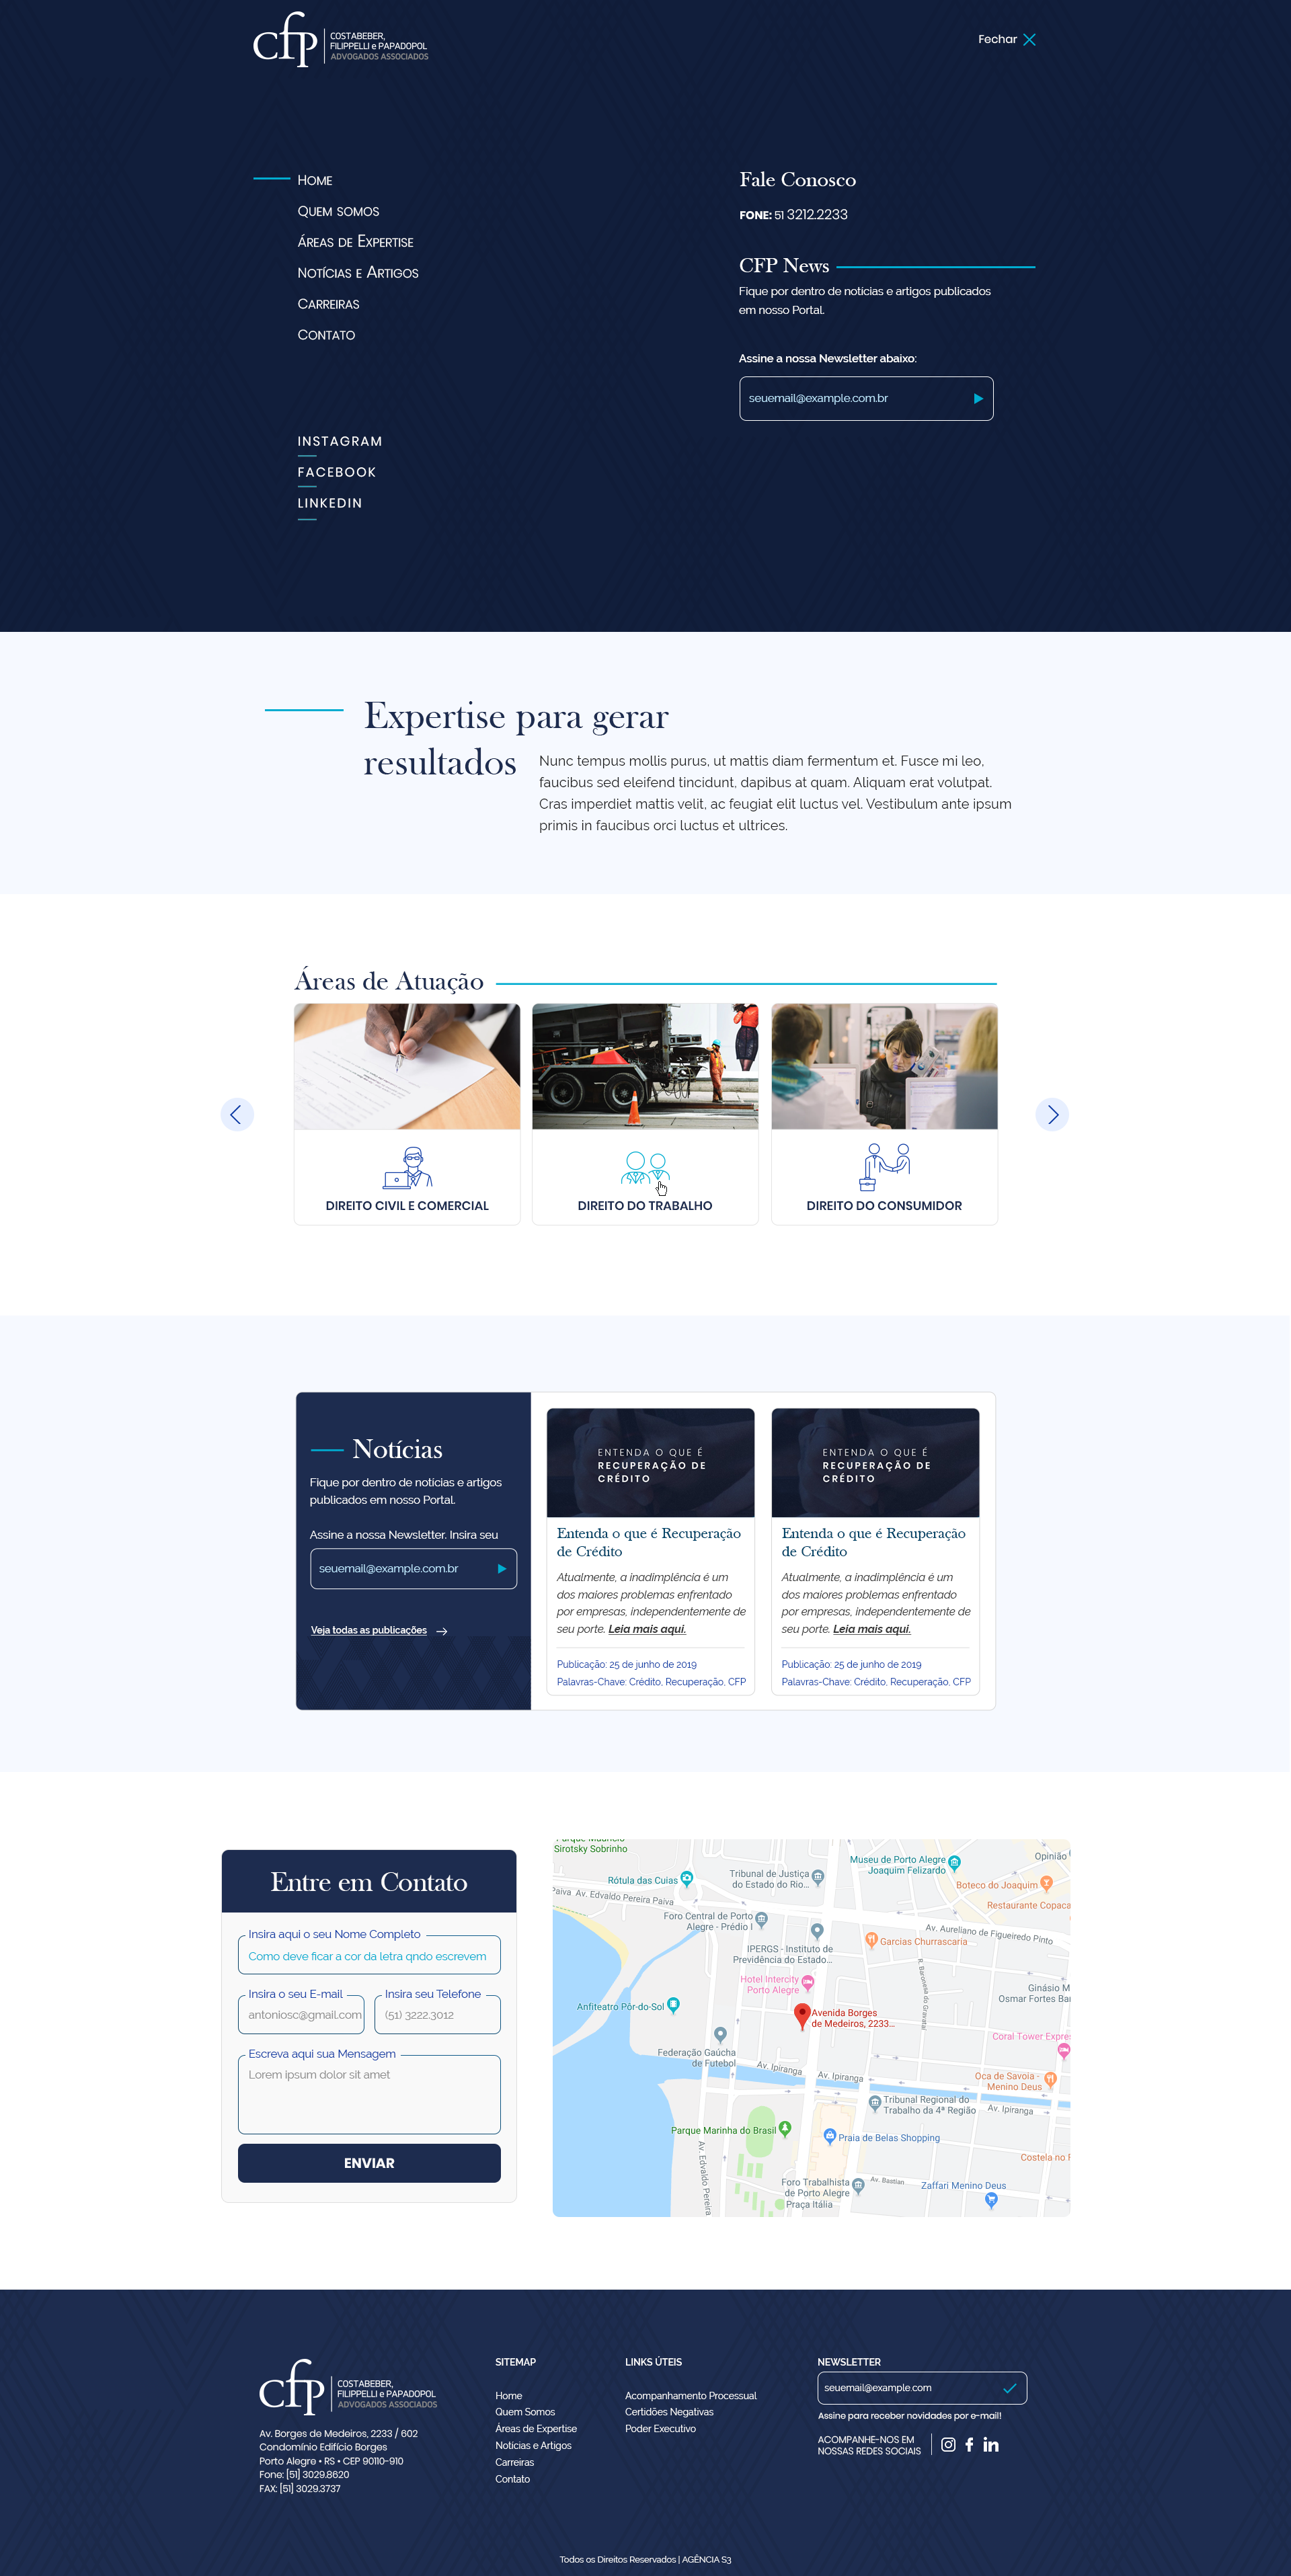 cfp
COSTABEBER,
FILIPPELLI e PAPADOPOL
ADVOGADOS ASSOCIADOS
Fechar
Home
Quem somos
Áreas de Expertise
Notícias e Artigos
Carreiras
Contato
INSTAGRAM
FACEBOOK
LINKEDIN
Fale Conosco
FONE: 51 3212.2233
CFP News
Fique por dentro de notícias e artigos publicados
em nosso Portal.
Assine a nossa Newsletter abaixo:
seuemail@example.com.br
Expertise para gerar
resultados
Nunc tempus mollis purus, ut mattis diam fermentum et. Fusce mi leo,
faucibus sed eleifend tincidunt, dapibus at quam. Aliquam erat volutpat.
Cras imperdiet mattis velit, ac feugiat elit luctus vel. Vestibulum ante ipsum
primis in faucibus orci luctus et ultrices.
Áreas de Atuação
DIREITO CIVIL E COMERCIAL
DIREITO DO TRABALHO
DIREITO DO CONSUMIDOR
Notícias
Fique por dentro de notícias e artigos
publicados em nosso Portal.
Assine a nossa Newsletter. Insira seu
seuemail@example.com.br
Veja todas as publicações
ENTENDA O QUE É
RECUPERAÇÃO DE
CRÉDITO
Entenda o que é Recuperação
de Crédito
Atualmente, a inadimplência é um
dos maiores problemas enfrentado
por empresas, independentemente de
seu porte. Leia mais aqui.
Publicação: 25 de junho de 2019
Palavras-Chave: Crédito, Recuperação, CFP
ENTENDA O QUE É
RECUPERAÇÃO DE
CRÉDITO
Entenda o que é Recuperação
de Crédito
Atualmente, a inadimplência é um
dos maiores problemas enfrentado
por empresas, independentemente de
seu porte. Leia mais aqui.
Publicação: 25 de junho de 2019
Palavras-Chave: Crédito, Recuperação, CFP
Entre em Contato
Insira aqui o seu Nome Completo
Como deve ficar a cor da letra qndo escrevem
Insira o seu E-mail
antoniosc@gmail.com
Insira seu Telefone
(51) 3222.3012
Escreva aqui sua Mensagem
Lorem ipsum dolor sit amet
ENVIAR
Sirotsky Sobrinho
Rótula das Cuias
Tribunal de Justiça
do Estado do Rio...
Museu de Porto Alegre
Joaquim Felizardo
Opinião
Boteco do Joaquim
Restaurante Copaca
Paiva
Av. Edvaldo Pereira Paiva
Foro Central de Porto
Alegre - Prédio I
Av. Aureliano de Figueiredo Pinto
Garcias Churrascaria
IPERGS - Instituto de
Previdência do Estado...
Hotel Intercity
Porto Alegre
R. Baronesa do Gravataí
Ginásio M
Osmar Fortes Bar
Anfiteatro Pôr-do-Sol
Avenida Borges
de Medeiros, 2233...
Coral Tower Expres
Federação Gaúcha
de Futebol
Av. Ipiranga
Av. Ipiranga
Oca de Savoia -
Menino Deus
Av. Ipiranga
Tribunal Regional do
Trabalho da 4ª Região
Parque Marinha do Brasil
Praia de Belas Shopping
Av. Edvaldo Pereira
Costela no R
Foro Trabalhista
de Porto Alegre
Praça Itália
Av. Bastian
Zaffari Menino Deus
cfp
COSTABEBER,
FILIPPELLI e PAPADOPOL
ADVOGADOS ASSOCIADOS
Av. Borges de Medeiros, 2233 / 602
Condomínio Edifício Borges
Porto Alegre • RS • CEP 90110-910
Fone: [51] 3029.8620
FAX: [51] 3029.3737
SITEMAP
Home
Quem Somos
Áreas de Expertise
Notícias e Artigos
Carreiras
Contato
LINKS ÚTEIS
Acompanhamento Processual
Certidões Negativas
Poder Executivo
NEWSLETTER
seuemail@example.com
Assine para receber novidades por e-mail!
ACOMPANHE-NOS EM
NOSSAS REDES SOCIAIS
Todos os Direitos Reservados | AGÊNCIA S3